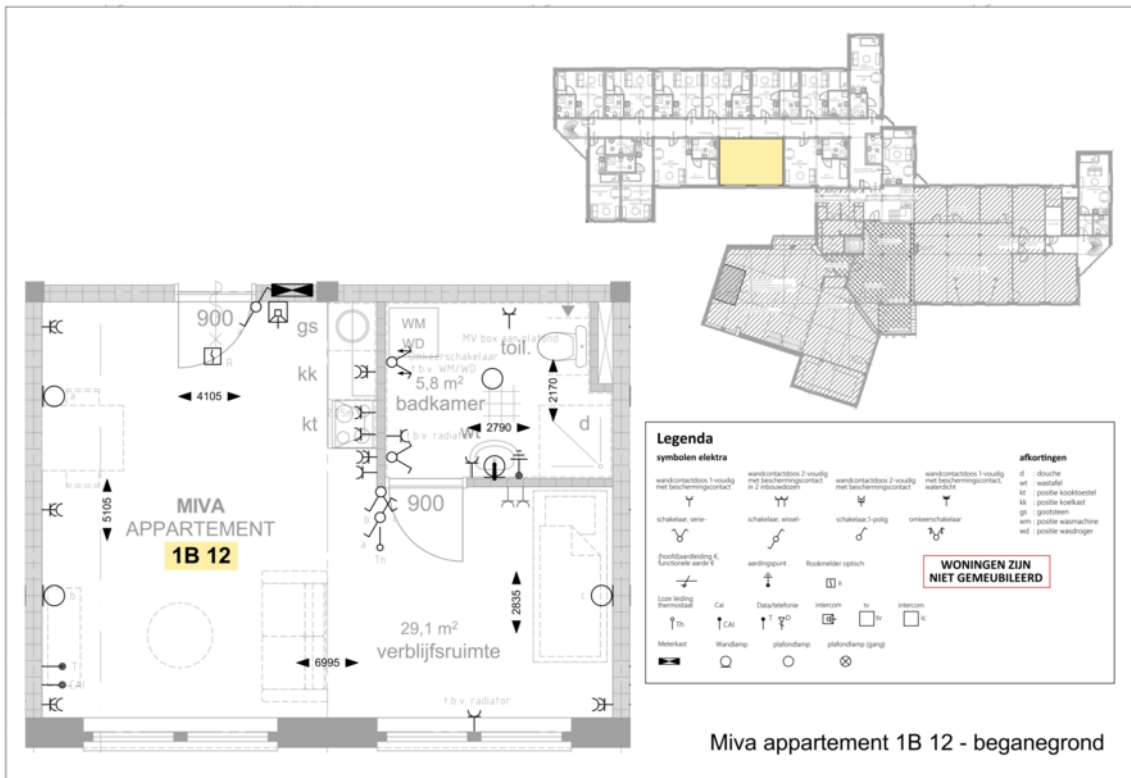 900
R
4105
gs
kk
kt
WM
WD
MV box aan plafond
toil.
Omkeerschakelaar
t.b.v. WM/WD
5,8 m²
badkamer
2170
2790
d
t.b.v. radiator
wt
5105
MIVA
APPARTEMENT
1B 12
900
a
b
Th
a
b
c
2835
29,1 m²
verblijfsruimte
6995
T
CAI
t.b.v. radiator
Legenda
symbolen elektra
wandcontactdoos 1-voudig
met beschermingscontact
wandcontactdoos 2-voudig
met beschermingscontact
in 2 inbouwdozen
wandcontactdoos 2-voudig
met beschermingscontact
wandcontactdoos 1-voudig
met beschermingscontact,
waterdicht
schakelaar, serie-
schakelaar, wissel-
schakelaar,1-polig
omkeerschakelaar
(hoofd)aardleiding €,
functionele aarde €
aardingspunt
Rookmelder optisch
R
Loze leiding
thermostaat
Cai
Data/telefonie
intercom
tv
intercom
Th
CAI
T
D
tv
ic
Meterkast
Wandlamp
plafondlamp
plafondlamp (gang)
afkortingen
d : douche
wt : wastafel
kt : positie kooktoestel
kk : positie koelkast
gs : gootsteen
wm : positie wasmachine
wd : positie wasdroger
WONINGEN ZIJN
NIET GEMEUBILEERD
Miva appartement 1B 12 - beganegrond